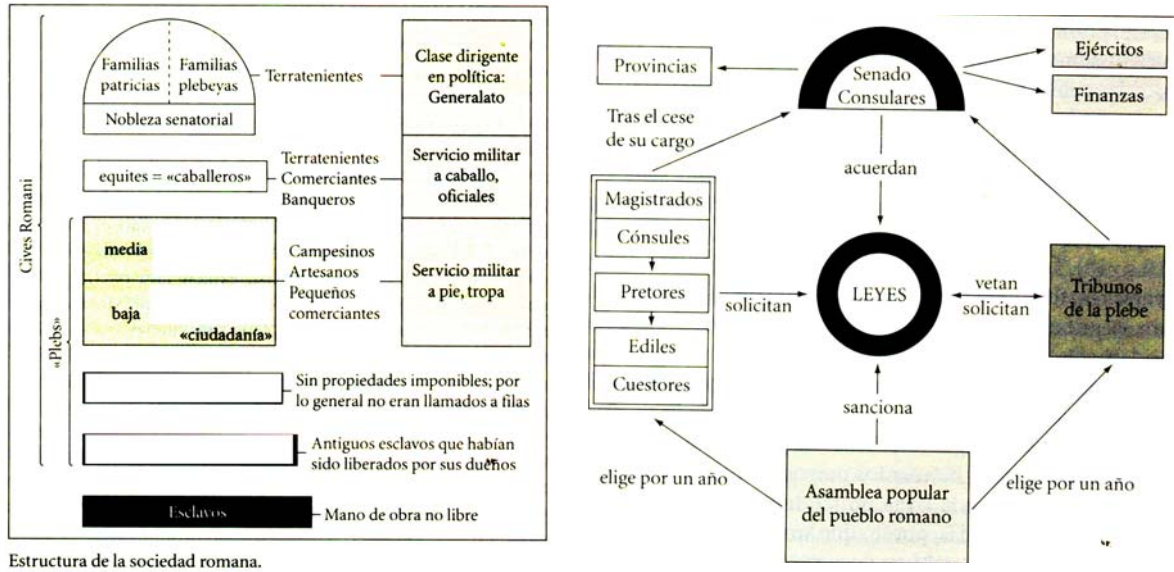 Cives Romani
«Plebs»
Familias
patricias
Familias
plebeyas
Nobleza senatorial
Terratenientes
Clase dirigente
en política:
Generalato
equites = «caballeros»
Terratenientes
Comerciantes
Banqueros
Servicio militar
a caballo,
oficiales
media
baja
«ciudadanía»
Campesinos
Artesanos
Pequeños
comerciantes
Servicio militar
a pie, tropa
Sin propiedades imponibles; por
lo general no eran llamados a filas
Antiguos esclavos que habían
sido liberados por sus dueños
Esclavos
Mano de obra no libre
Estructura de la sociedad romana.
Provincias
Senado
Consulares
Ejércitos
Finanzas
Tras el cese
de su cargo
acuerdan
Magistrados
Cónsules
Pretores
Ediles
Cuestores
solicitan
LEYES
vetan
solicitan
Tribunos
de la plebe
sanciona
elige por un año
Asamblea popular
del pueblo romano
elige por un año